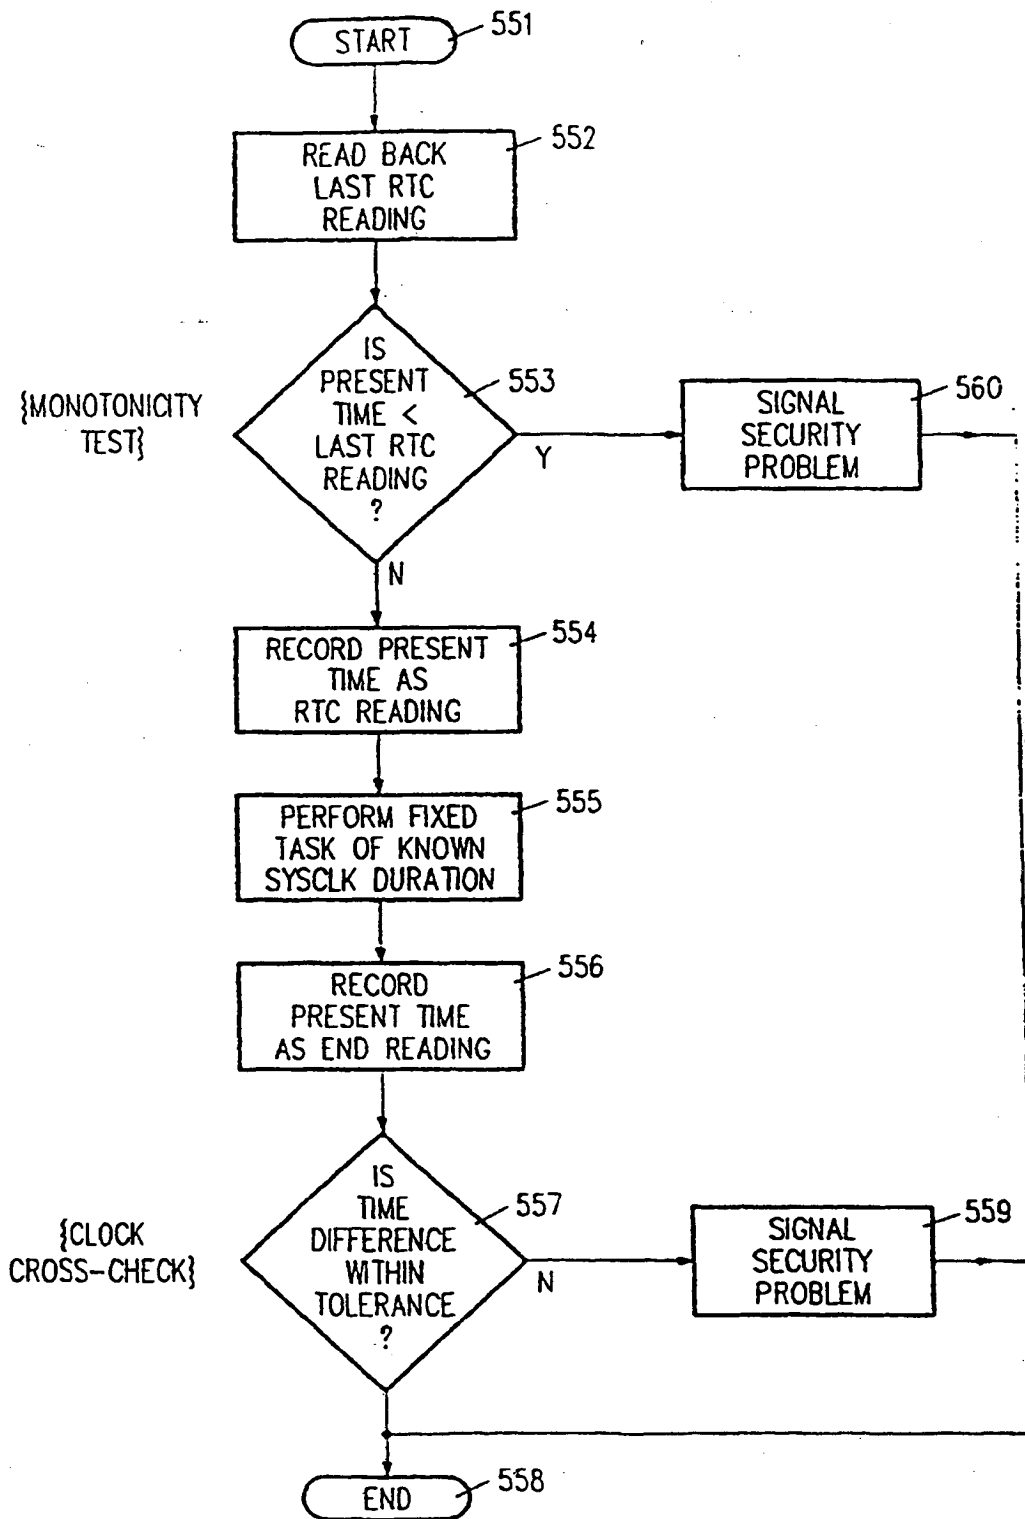 START
551
READ BACK
LAST RTC
READING
552
IS
PRESENT
TIME <
LAST RTC
READING
?
553
{MONOTONICITY
TEST}
Y
SIGNAL
SECURITY
PROBLEM
560
N
RECORD PRESENT
TIME AS
RTC READING
554
PERFORM FIXED
TASK OF KNOWN
SYSCLK DURATION
555
RECORD
PRESENT TIME
AS END READING
556
IS
TIME
DIFFERENCE
WITHIN
TOLERANCE
?
557
{CLOCK
CROSS-CHECK}
N
SIGNAL
SECURITY
PROBLEM
559
END
558